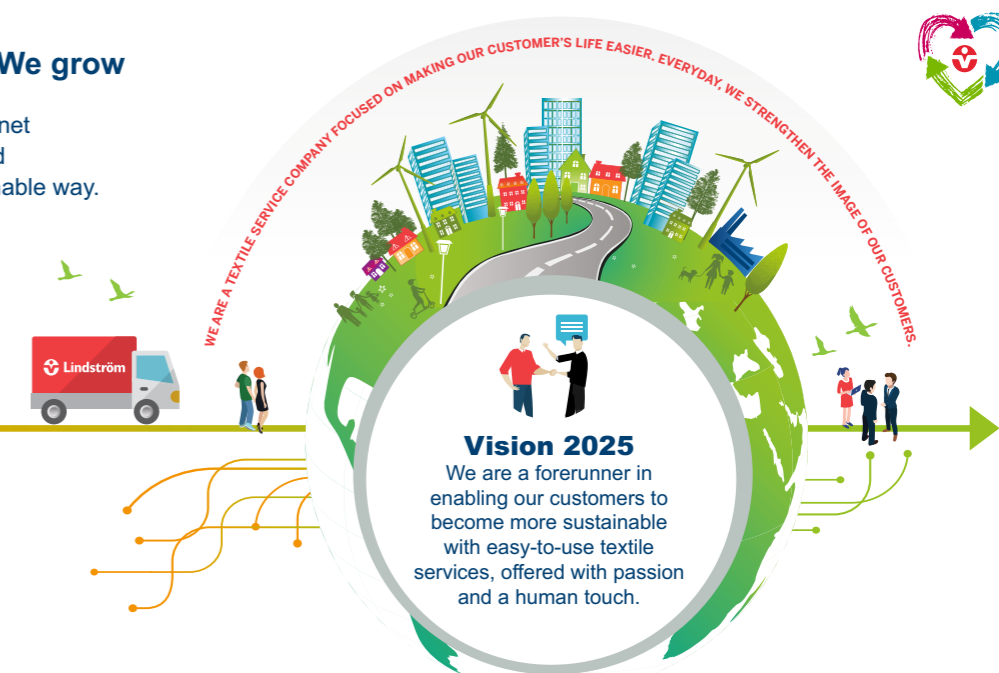 We grow
net
d
nable way.
WE ARE A TEXTILE SERVICE COMPANY FOCUSED ON MAKING OUR CUSTOMER'S LIFE EASIER. EVERYDAY, WE STRENGTHEN THE IMAGE OF OUR CUSTOMERS.
Lindström
Vision 2025
We are a forerunner in
enabling our customers to
become more sustainable
with easy-to-use textile
services, offered with passion
and a human touch.